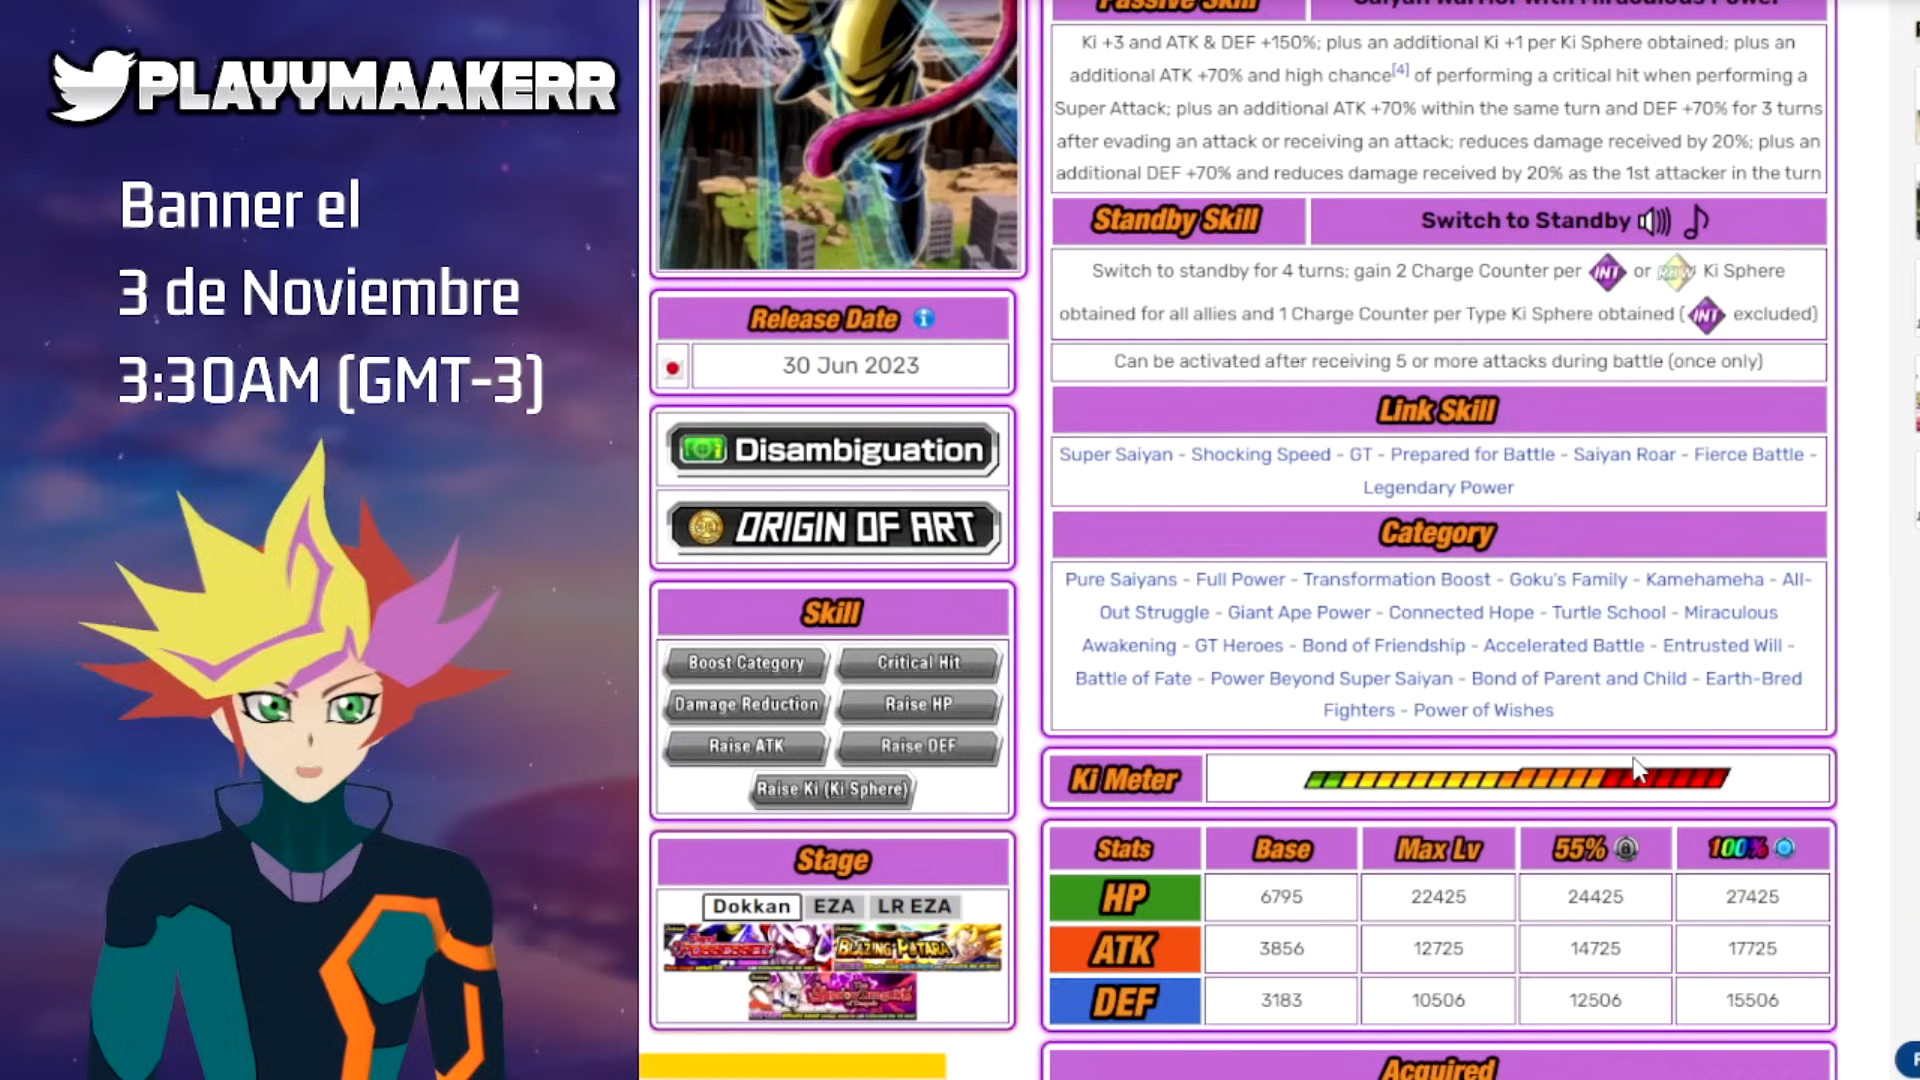 PLAYYMAAKERR
Banner el
3 de Noviembre
3:30AM (GMT-3)
Release Date
30 Jun 2023
Disambiguation
ORIGIN OF ART
Skill
Boost Category
Critical Hit
Damage Reduction
Raise HP
Raise ATK
Raise DEF
Raise Ki (Ki Sphere)
Stage
Dokkan EZA LR EZA
POSSESSED
BLAZING POTARA
Passive Skill
Saiyan Warrior with Miraculous Power
Ki +3 and ATK & DEF +150%; plus an additional Ki +1 per Ki Sphere obtained; plus an
additional ATK +70% and high chance[4] of performing a critical hit when performing a
Super Attack; plus an additional ATK +70% within the same turn and DEF +70% for 3 turns
after evading an attack or receiving an attack; reduces damage received by 20%; plus an
additional DEF +70% and reduces damage received by 20% as the 1st attacker in the turn
Standby Skill
Switch to Standby
Switch to standby for 4 turns; gain 2 Charge Counter per INT or RBW Ki Sphere
obtained for all allies and 1 Charge Counter per Type Ki Sphere obtained (INT excluded)
Can be activated after receiving 5 or more attacks during battle (once only)
Link Skill
Super Saiyan - Shocking Speed - GT - Prepared for Battle - Saiyan Roar - Fierce Battle -
Legendary Power
Category
Pure Saiyans - Full Power - Transformation Boost - Goku's Family - Kamehameha - All-
Out Struggle - Giant Ape Power - Connected Hope - Turtle School - Miraculous
Awakening - GT Heroes - Bond of Friendship - Accelerated Battle - Entrusted Will -
Battle of Fate - Power Beyond Super Saiyan - Bond of Parent and Child - Earth-Bred
Fighters - Power of Wishes
Ki Meter
Stats Base Max Lv 55% 100%
HP 6795 22425 24425 27425
ATK 3856 12725 14725 17725
DEF 3183 10506 12506 15506
Acquired